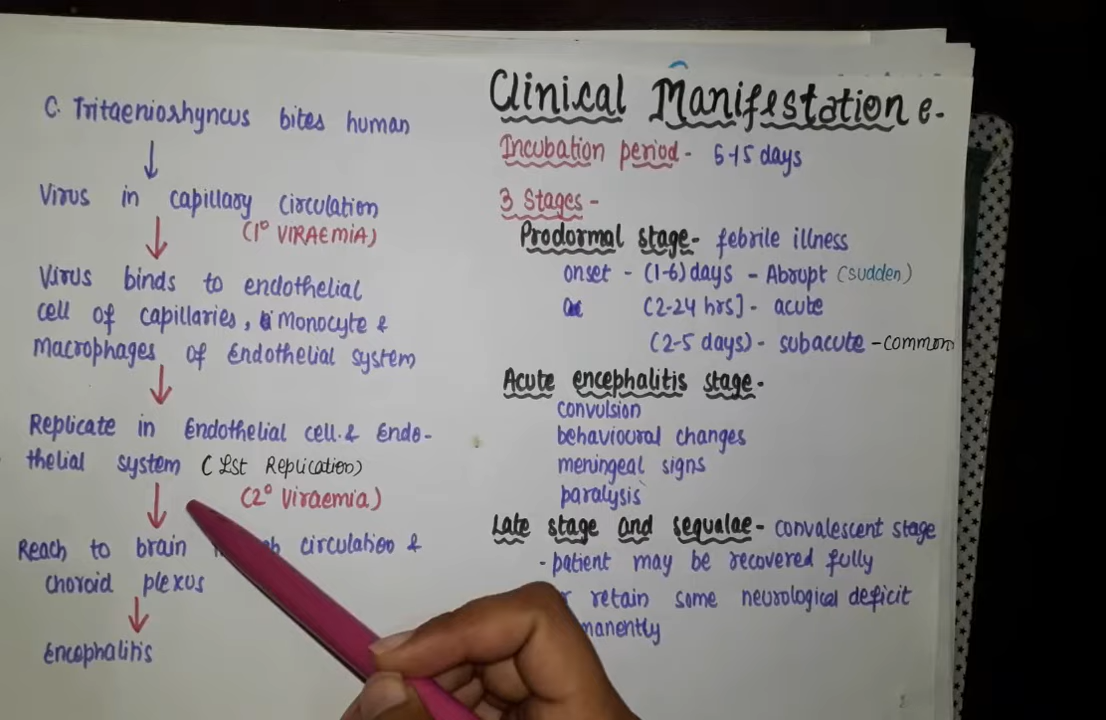 C. Tritaeniorhyncus bites human
Virus in capillary circulation
(1° VIRAEMIA)
Virus binds to endothelial
cell of capillaries, Monocyte &
Macrophages of Endothelial system
Replicate in Endothelial cell & Endo-
thelial system (Ist Replication)
(2° Viraemia)
Reach to brain circulation &
choroid plexus
Encephalitis
Clinical Manifestation e-
Incubation period - 5-15 days
3 Stages -
Prodormal stage - febrile illness
onset - (1-6) days - Abrupt (sudden)
(2-24 hrs] - acute
(2-5 days) - subacute - common
Acute encephalitis stage -
convulsion
behavioural changes
meningeal signs
paralysis
Late stage and sequalae - convalescent stage
- patient may be recovered fully
retain some neurological deficit
manently